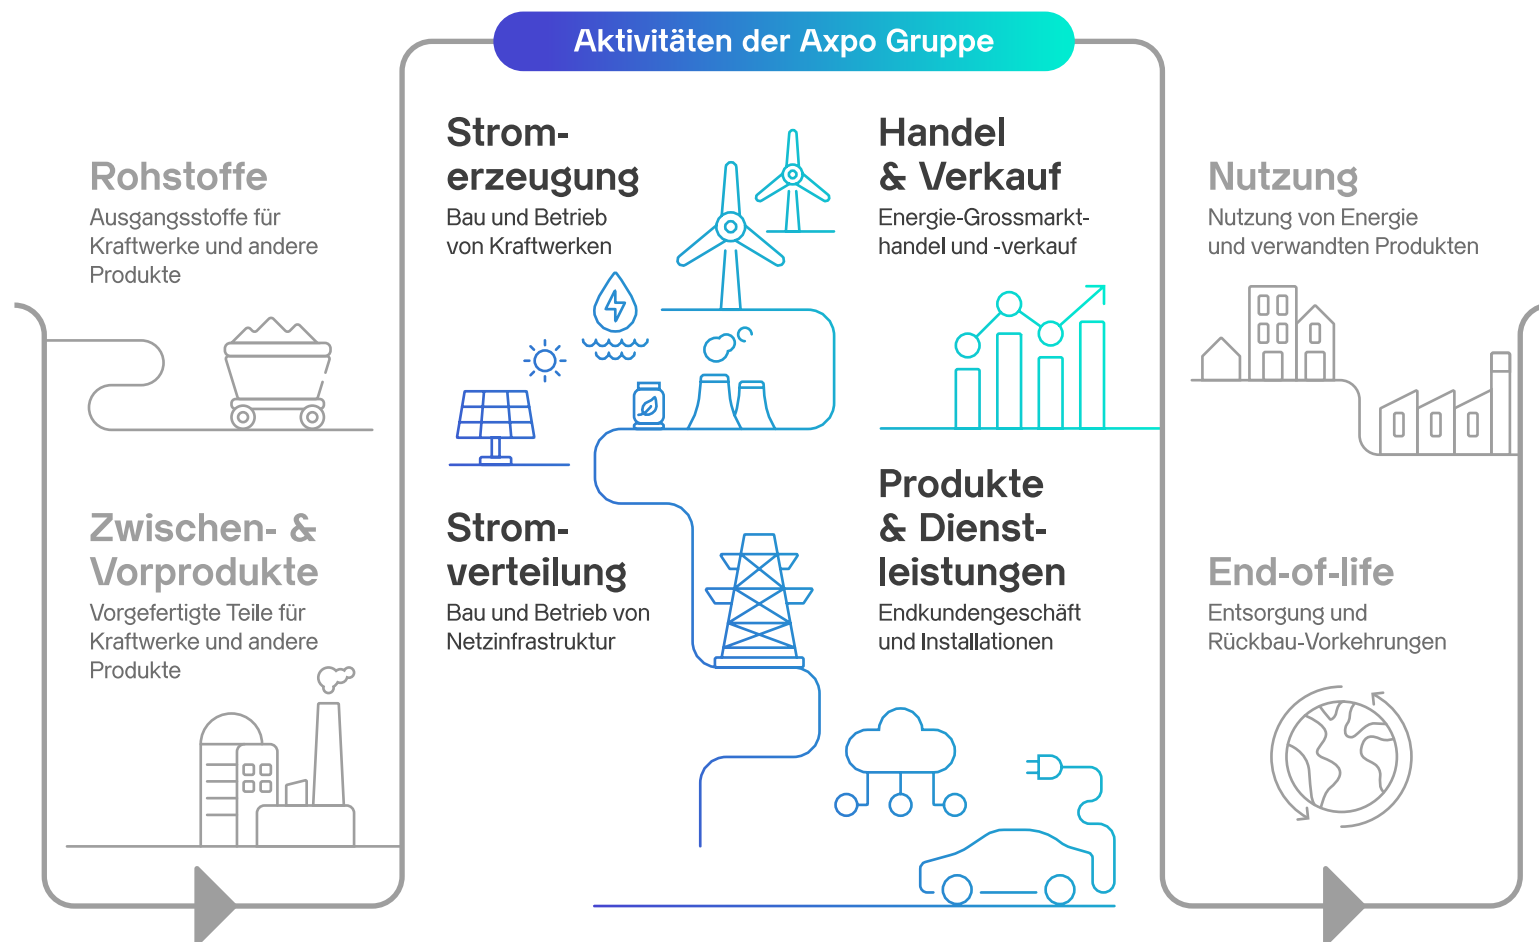 Aktivitäten der Axpo Gruppe
Rohstoffe
Ausgangsstoffe für
Kraftwerke und andere
Produkte
Zwischen- &
Vorprodukte
Vorgefertigte Teile für
Kraftwerke und andere
Produkte
Strom-
erzeugung
Bau und Betrieb
von Kraftwerken
Strom-
verteilung
Bau und Betrieb von
Netzinfrastruktur
Handel
& Verkauf
Energie-Grossmarkt-
handel und -verkauf
Produkte
& Dienst-
leistungen
Endkundengeschäft
und Installationen
Nutzung
Nutzung von Energie
und verwandten Produkten
End-of-life
Entsorgung und
Rückbau-Vorkehrungen